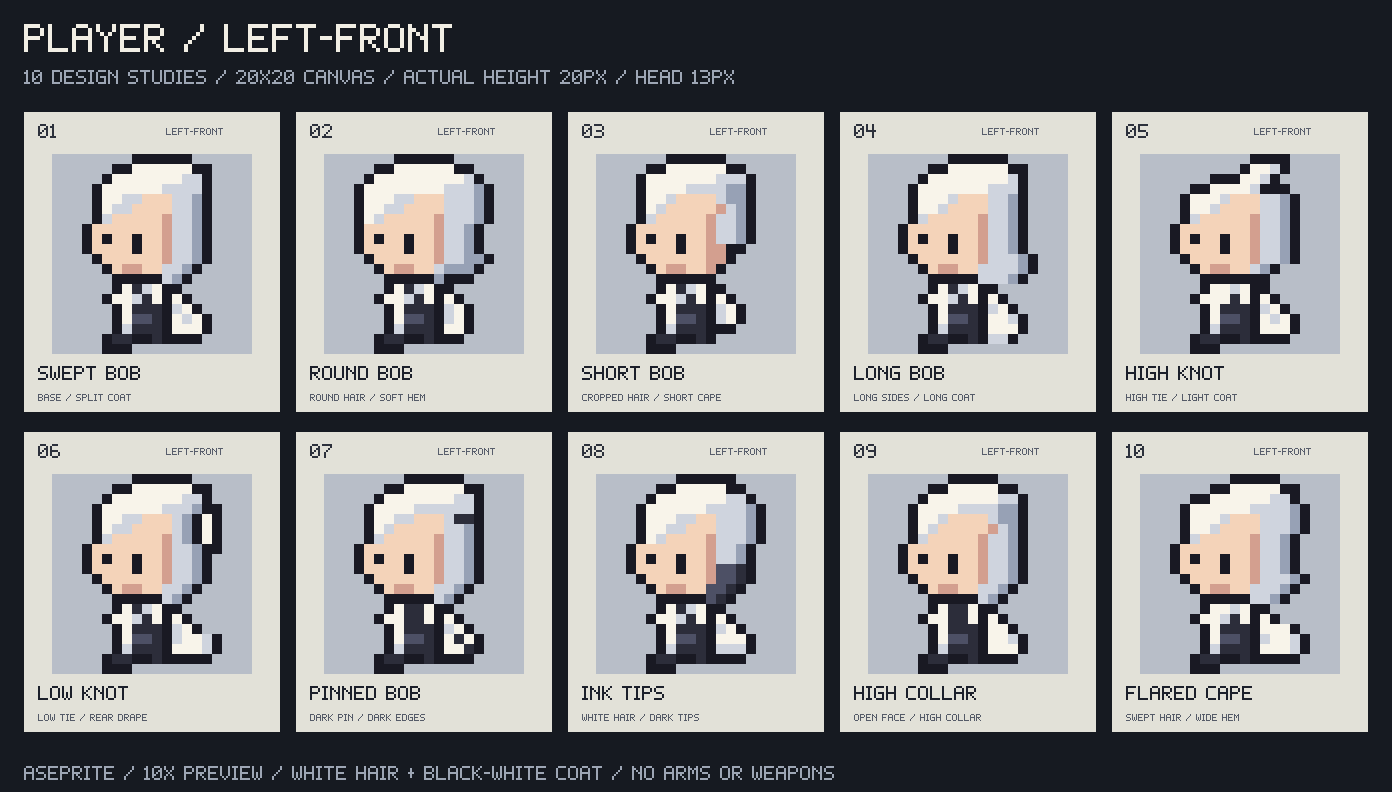 PLAYER / LEFT-FRONT
10 DESIGN STUDIES / 20X20 CANVAS / ACTUAL HEIGHT 20PX / HEAD 13PX
01 LEFT-FRONT
SWEPT BOB
BASE / SPLIT COAT
02 LEFT-FRONT
ROUND BOB
ROUND HAIR / SOFT HEM
03 LEFT-FRONT
SHORT BOB
CROPPED HAIR / SHORT CAPE
04 LEFT-FRONT
LONG BOB
LONG SIDES / LONG COAT
05 LEFT-FRONT
HIGH KNOT
HIGH TIE / LIGHT COAT
06 LEFT-FRONT
LOW KNOT
LOW TIE / REAR DRAPE
07 LEFT-FRONT
PINNED BOB
DARK PIN / DARK EDGES
08 LEFT-FRONT
INK TIPS
WHITE HAIR / DARK TIPS
09 LEFT-FRONT
HIGH COLLAR
OPEN FACE / HIGH COLLAR
10 LEFT-FRONT
FLARED CAPE
SWEPT HAIR / WIDE HEM
ASEPRITE / 10X PREVIEW / WHITE HAIR + BLACK-WHITE COAT / NO ARMS OR WEAPONS